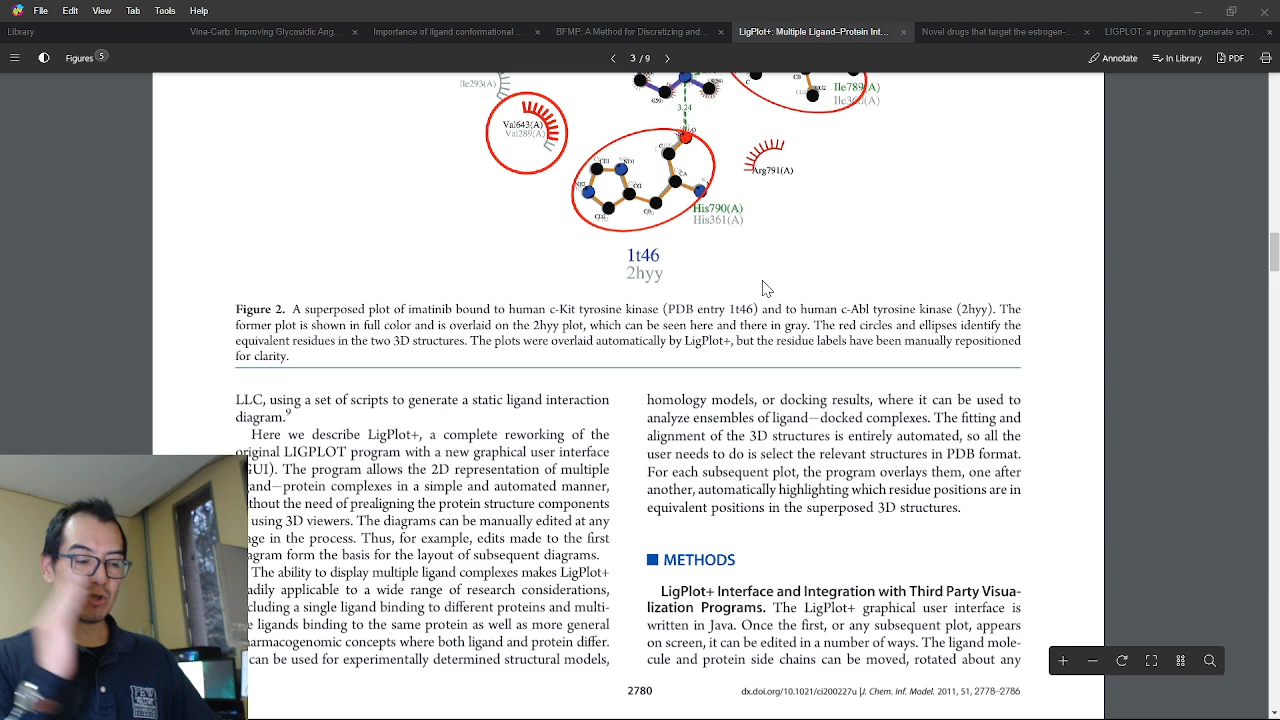 File Edit View Tab Tools
Library Vina-Carb: Improving Glycosidic Ang... Importance of ligand conformational ... BFMP: A Method for Discretizing and... LigPlot+: Multiple Ligand–Protein Int... Novel drugs that target the estrogen-... LIGPLOT: a program to generate sch...
Figures 5 3 / 9 Annotate In Library PDF Print
Ile293(A)
Ile789(A)
3.24
Val643(A)
Val289(A)
Arg791(A)
CG
CA
His790(A)
His361(A)
1t46
2hyy
Figure 2. A superposed plot of imatinib bound to human c-Kit tyrosine kinase (PDB entry 1t46) and to human c-Abl tyrosine kinase (2hyy). The
former plot is shown in full color and is overlaid on the 2hyy plot, which can be seen here and there in gray. The red circles and ellipses identify the
equivalent residues in the two 3D structures. The plots were overlaid automatically by LigPlot+, but the residue labels have been manually repositioned
for clarity.
LLC, using a set of scripts to generate a static ligand interaction
diagram.9
Here we describe LigPlot+, a complete reworking of the
original LIGPLOT program with a new graphical user interface
GUI). The program allows the 2D representation of multiple
and−protein complexes in a simple and automated manner,
thout the need of prealigning the protein structure components
using 3D viewers. The diagrams can be manually edited at any
age in the process. Thus, for example, edits made to the first
agram form the basis for the layout of subsequent diagrams.
The ability to display multiple ligand complexes makes LigPlot+
adily applicable to a wide range of research considerations,
cluding a single ligand binding to different proteins and multi-
e ligands binding to the same protein as well as more general
armacogenomic concepts where both ligand and protein differ.
can be used for experimentally determined structural models,
homology models, or docking results, where it can be used to
analyze ensembles of ligand−docked complexes. The fitting and
alignment of the 3D structures is entirely automated, so all the
user needs to do is select the relevant structures in PDB format.
For each subsequent plot, the program overlays them, one after
another, automatically highlighting which residue positions are in
equivalent positions in the superposed 3D structures.
METHODS
LigPlot+ Interface and Integration with Third Party Visua-
lization Programs. The LigPlot+ graphical user interface is
written in Java. Once the first, or any subsequent plot, appears
on screen, it can be edited in a number of ways. The ligand mole-
cule and protein side chains can be moved, rotated about any
2780
dx.doi.org/10.1021/ci200227u |J. Chem. Inf. Model. 2011, 51, 2778–2786